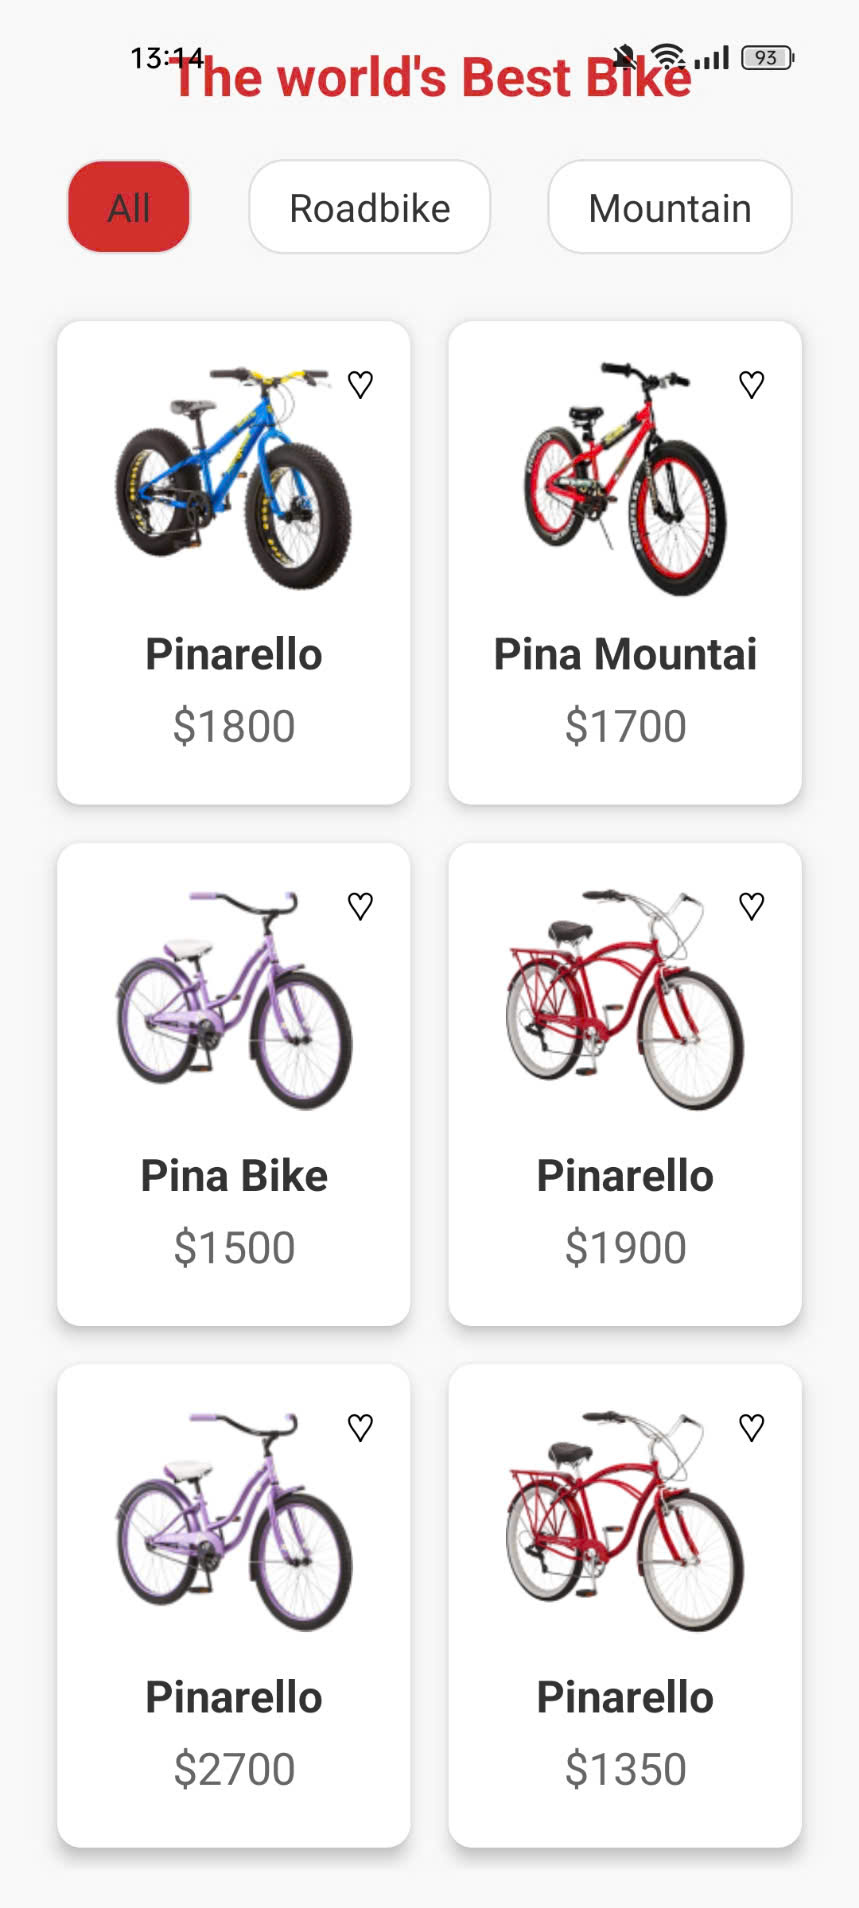 13:14
93
The world's Best Bike
All
Roadbike
Mountain
Pinarello
$1800
Pina Mountai
$1700
Pina Bike
$1500
Pinarello
$1900
Pinarello
$2700
Pinarello
$1350